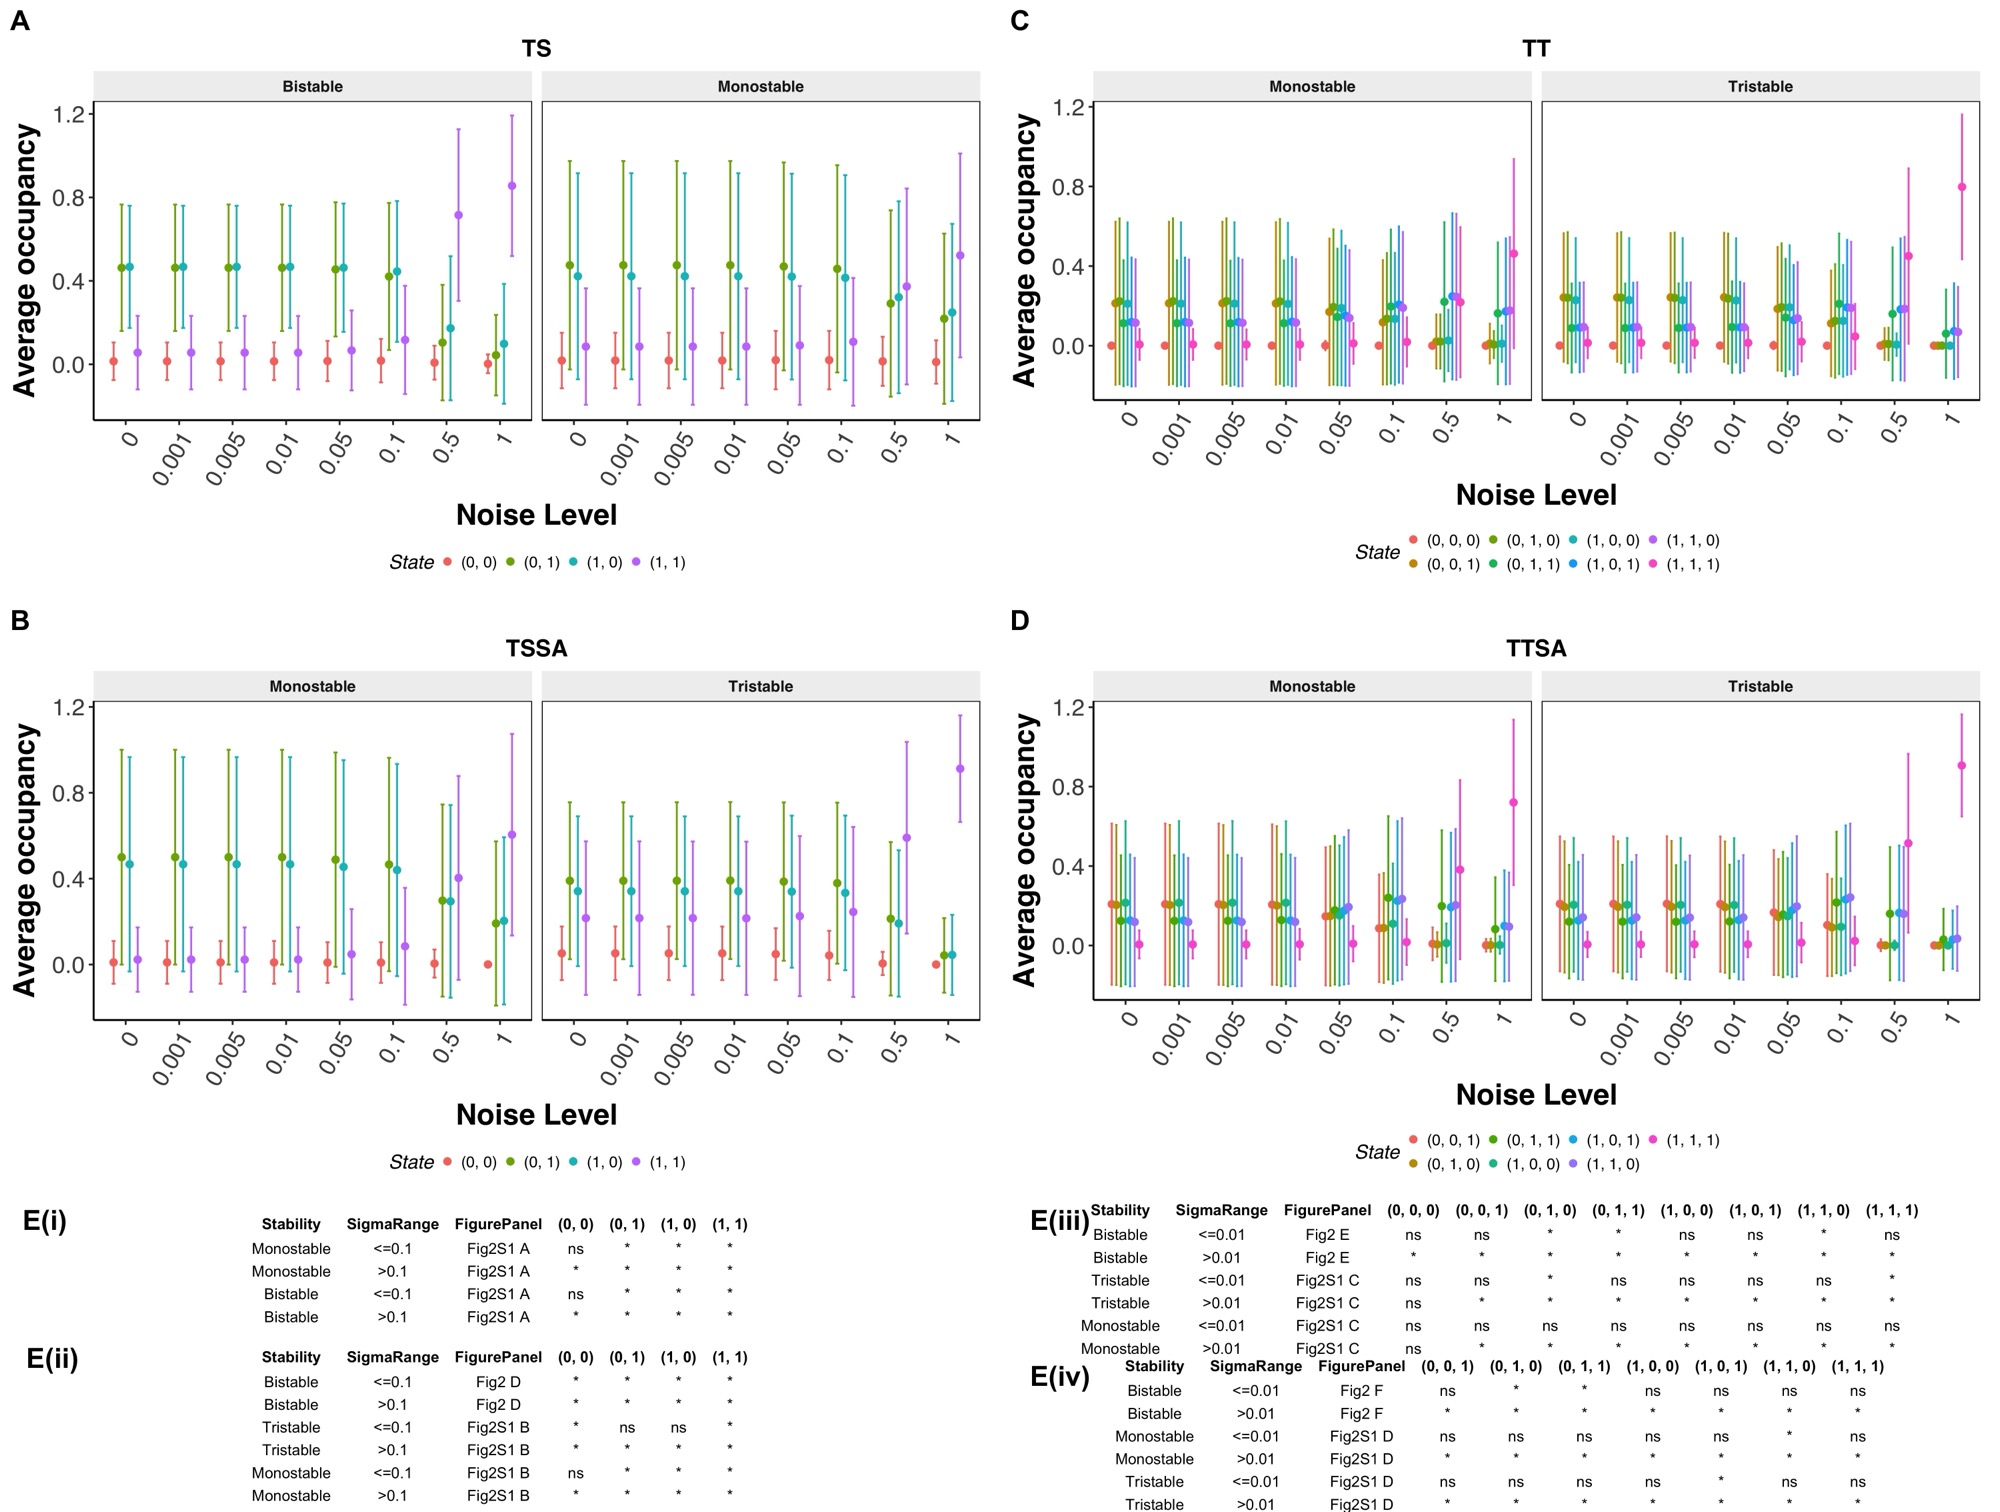 A
TS
Bistable
Monostable
Average occupancy
1.2
0.8
0.4
0.0
0 0.001 0.005 0.01 0.05 0.1 0.5 1
0 0.001 0.005 0.01 0.05 0.1 0.5 1
Noise Level
State (0, 0) (0, 1) (1, 0) (1, 1)
C
TT
Monostable
Tristable
Average occupancy
1.2
0.8
0.4
0.0
0 0.001 0.005 0.01 0.05 0.1 0.5 1
0 0.001 0.005 0.01 0.05 0.1 0.5 1
Noise Level
State
(0, 0, 0) (0, 1, 0) (1, 0, 0) (1, 1, 0)
(0, 0, 1) (0, 1, 1) (1, 0, 1) (1, 1, 1)
B
TSSA
Monostable
Tristable
Average occupancy
1.2
0.8
0.4
0.0
0 0.001 0.005 0.01 0.05 0.1 0.5 1
0 0.001 0.005 0.01 0.05 0.1 0.5 1
Noise Level
State (0, 0) (0, 1) (1, 0) (1, 1)
D
TTSA
Monostable
Tristable
Average occupancy
1.2
0.8
0.4
0.0
0 0.001 0.005 0.01 0.05 0.1 0.5 1
0 0.001 0.005 0.01 0.05 0.1 0.5 1
Noise Level
State
(0, 0, 1) (0, 1, 1) (1, 0, 1) (1, 1, 1)
(0, 1, 0) (1, 0, 0) (1, 1, 0)
E(i)
Stability SigmaRange FigurePanel (0, 0) (0, 1) (1, 0) (1, 1)
Monostable <=0.1 Fig2S1 A ns * * *
Monostable >0.1 Fig2S1 A * * * *
Bistable <=0.1 Fig2S1 A ns * * *
Bistable >0.1 Fig2S1 A * * * *
E(ii)
Stability SigmaRange FigurePanel (0, 0) (0, 1) (1, 0) (1, 1)
Bistable <=0.1 Fig2 D * * * *
Bistable >0.1 Fig2 D * * * *
Tristable <=0.1 Fig2S1 B * ns ns *
Tristable >0.1 Fig2S1 B * * * *
Monostable <=0.1 Fig2S1 B ns * * *
Monostable >0.1 Fig2S1 B * * * *
E(iii)
Stability SigmaRange FigurePanel (0, 0, 0) (0, 0, 1) (0, 1, 0) (0, 1, 1) (1, 0, 0) (1, 0, 1) (1, 1, 0) (1, 1, 1)
Bistable <=0.01 Fig2 E ns ns * * ns ns * ns
Bistable >0.01 Fig2 E * * * * * * * *
Tristable <=0.01 Fig2S1 C ns ns * ns ns ns ns *
Tristable >0.01 Fig2S1 C ns * * * * * * *
Monostable <=0.01 Fig2S1 C ns ns ns ns ns ns ns ns
Monostable >0.01 Fig2S1 C ns * * * * * * *
E(iv)
Stability SigmaRange FigurePanel (0, 0, 1) (0, 1, 0) (0, 1, 1) (1, 0, 0) (1, 0, 1) (1, 1, 0) (1, 1, 1)
Bistable <=0.01 Fig2 F ns * * ns ns ns ns
Bistable >0.01 Fig2 F * * * * * * *
Monostable <=0.01 Fig2S1 D ns ns ns ns ns * ns
Monostable >0.01 Fig2S1 D * * * * * * *
Tristable <=0.01 Fig2S1 D ns ns ns ns * ns ns
Tristable >0.01 Fig2S1 D * * * * * * *